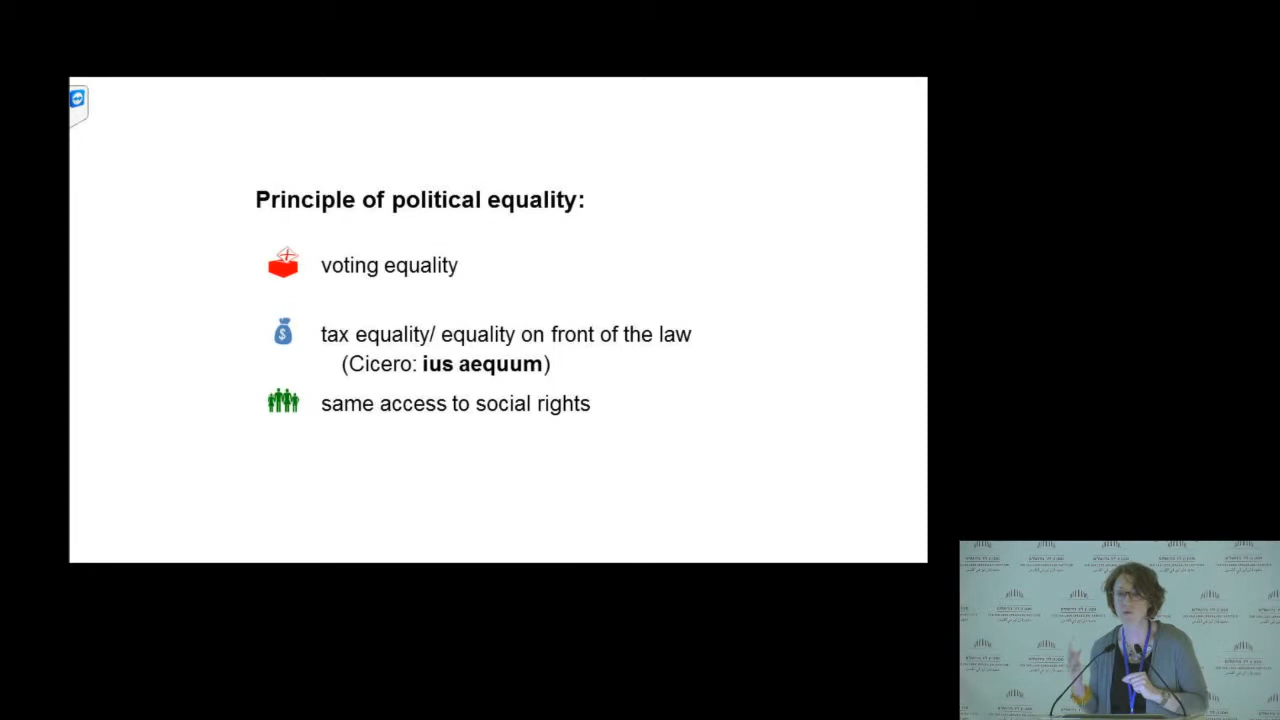 Principle of political equality:
voting equality
$
tax equality/ equality on front of the law
(Cicero: ius aequum)
same access to social rights